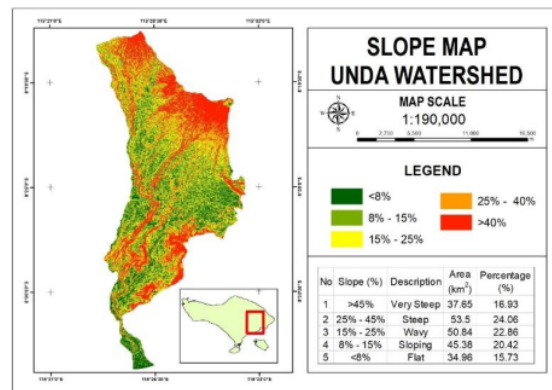 SLOPE MAP
UNDA WATERSHED
MAP SCALE
1:190,000
LEGEND
<8%
8% - 15%
15% - 25%
25% - 40%
>40%
No Slope (%) Description Area (km²) Percentage (%)
1 >45% Very Steep 37.65 16.93
2 25% - 45% Steep 53.5 24.06
3 15% - 25% Wavy 50.84 22.86
4 8% - 15% Sloping 45.38 20.42
5 <8% Flat 34.96 15.73